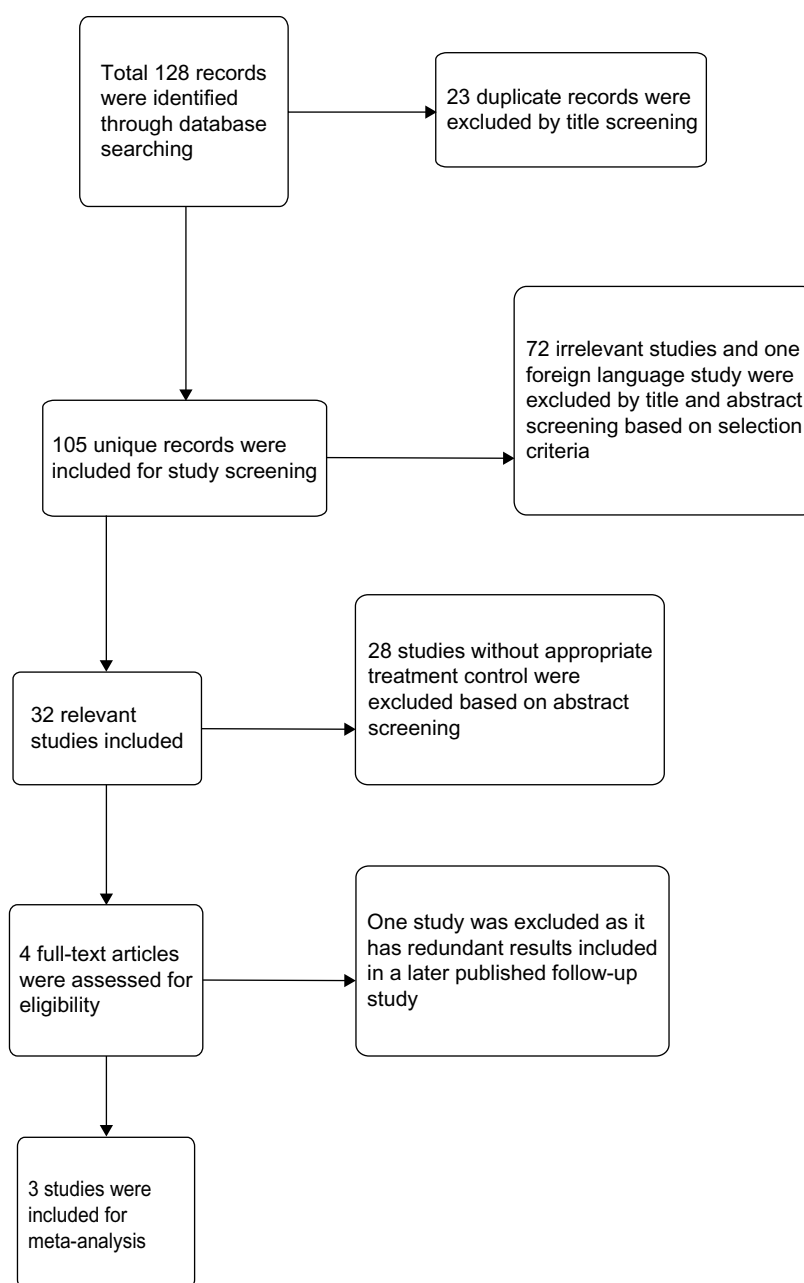 Total 128 records
were identified
through database
searching
23 duplicate records were
excluded by title screening
72 irrelevant studies and one
foreign language study were
excluded by title and abstract
screening based on selection
criteria
105 unique records were
included for study screening
28 studies without appropriate
treatment control were
excluded based on abstract
screening
32 relevant
studies included
One study was excluded as it
has redundant results included
in a later published follow-up
study
4 full-text articles
were assessed for
eligibility
3 studies were
included for
meta-analysis